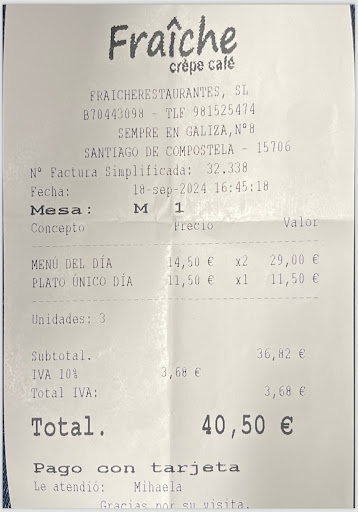 Fraîche
crêpe café
FRAICHERESTAURANTES, SL
B70443098 - TLF 981525474
SEMPRE EN GALIZA,Nº8
SANTIAGO DE COMPOSTELA - 15706
Nº Factura Simplificada: 32.338
Fecha: 18-sep-2024 16:45:18
Mesa: M 1
Concepto Precio Valor
MENÚ DEL DÍA 14,50 € x2 29,00 €
PLATO ÚNICO DÍA 11,50 € x1 11,50 €
Unidades: 3
Subtotal. 36,82 €
IVA 10% 3,68 €
Total IVA: 3,68 €
Total. 40,50 €
Pago con tarjeta
Le atendió: Mihaela
Gracias por su visita.